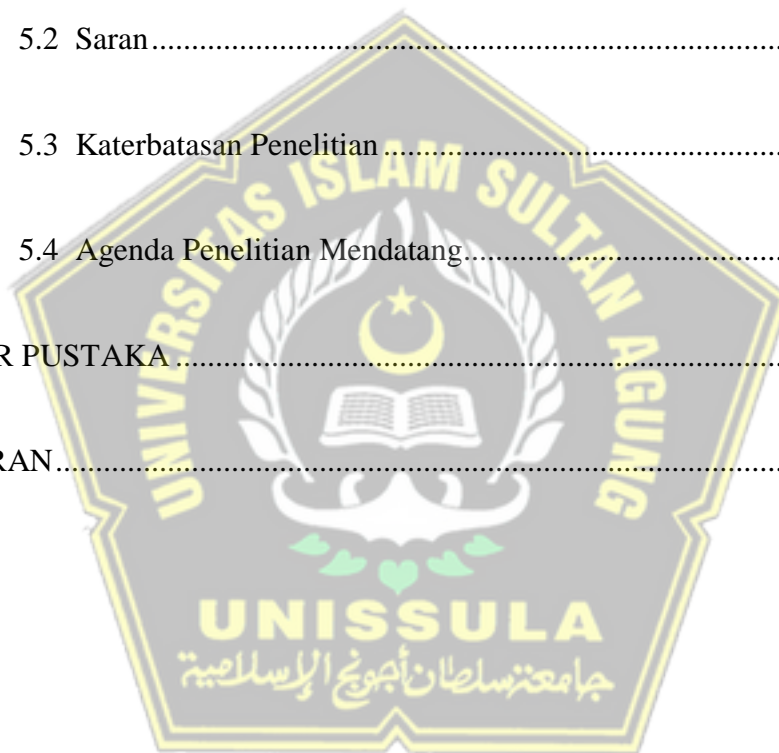 5.2 Saran
5.3 Katerbatasan Penelitian
5.4 Agenda Penelitian Mendatang
R PUSTAKA
RAN
UNIVERSITAS ISLAM SULTAN AGUNG
UNISSULA
جامعة سلطان أجونج الإسلامية